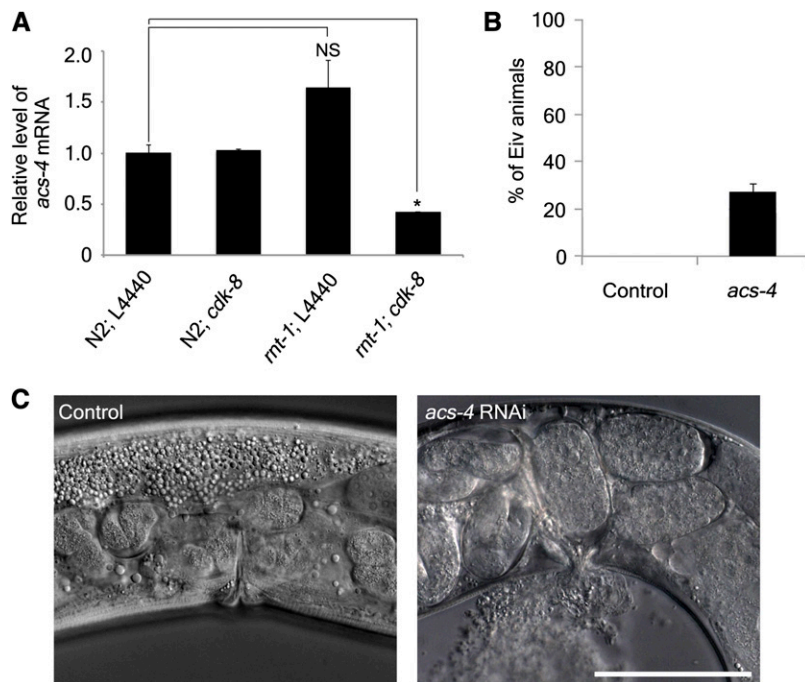 A
Relative level of
acs-4 mRNA
2.0
1.5
1.0
0.5
0
NS
*
N2; L4440
N2; cdk-8
rnt-1; L4440
rnt-1; cdk-8
B
% of Eiv animals
100
80
60
40
20
0
Control
acs-4
C
Control
acs-4 RNAi